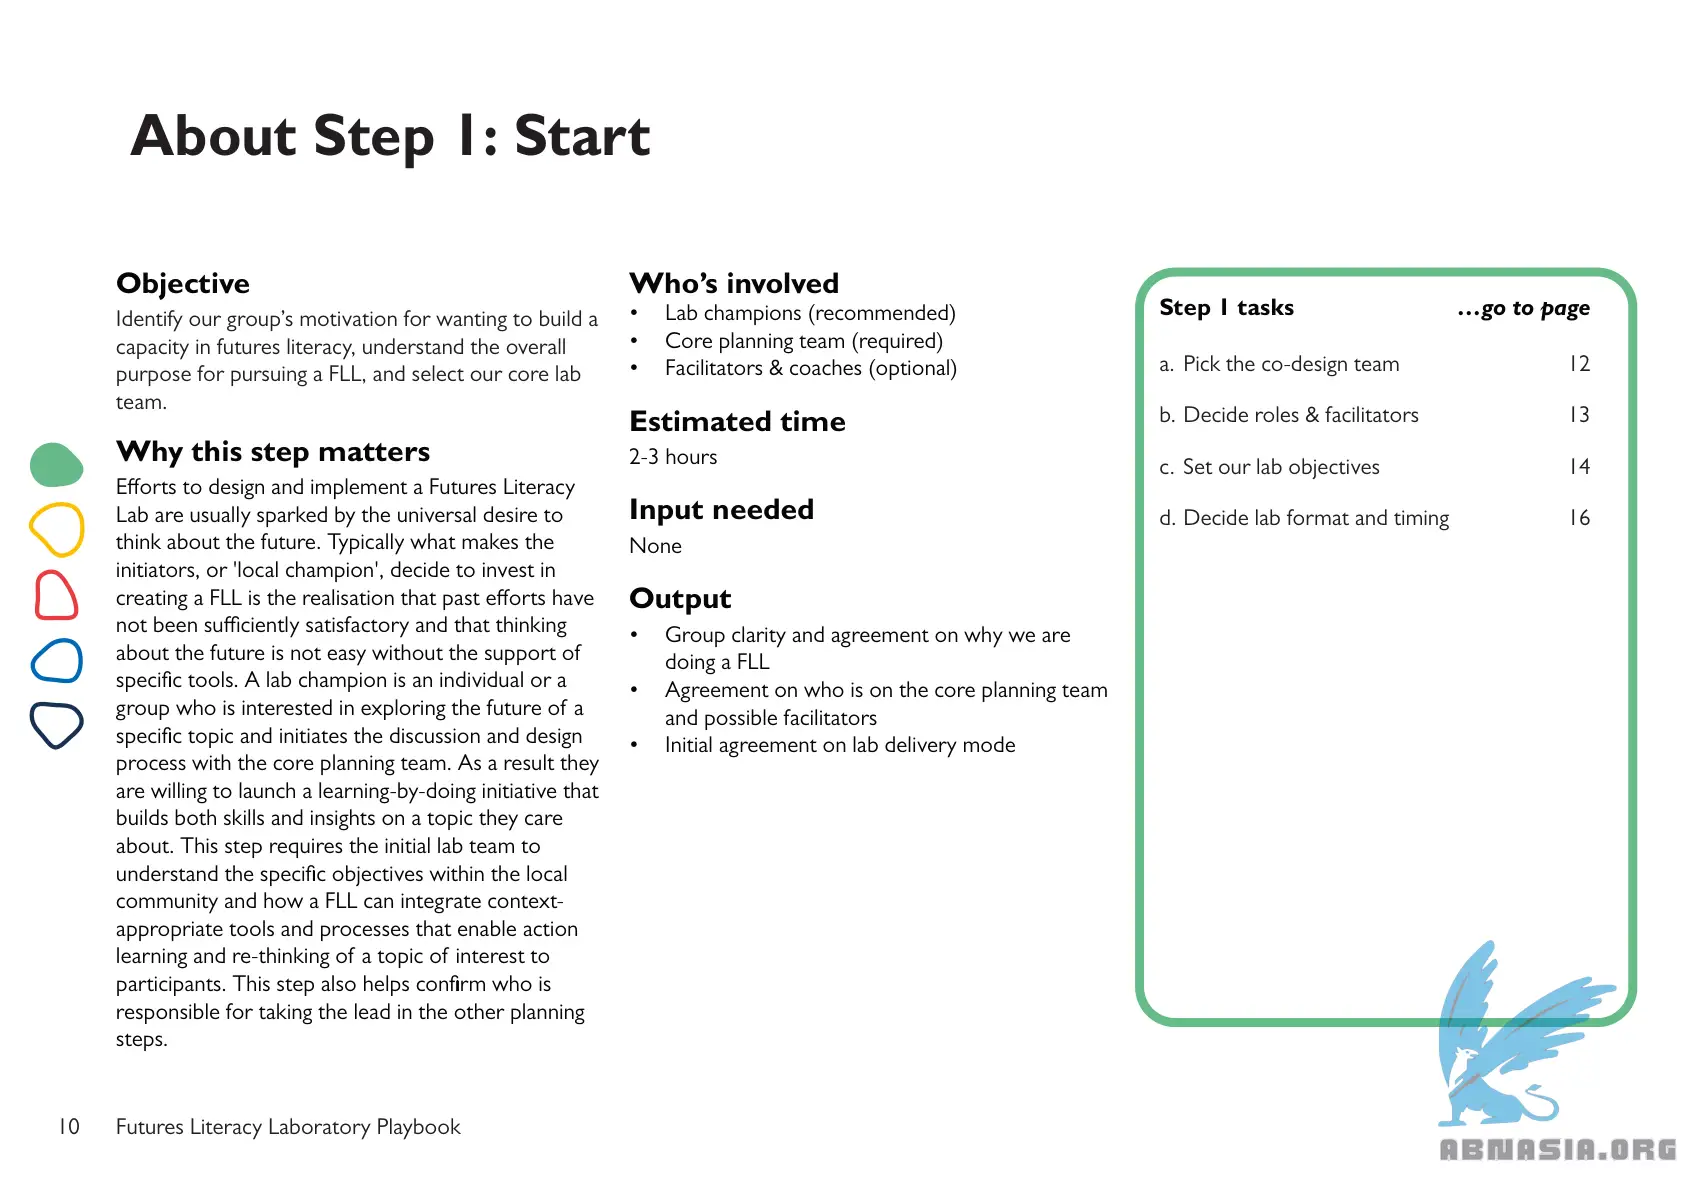 About Step 1: Start
Objective
Identify our group's motivation for wanting to build a
capacity in futures literacy, understand the overall
purpose for pursuing a FLL, and select our core lab
team.
Why this step matters
Efforts to design and implement a Futures Literacy
Lab are usually sparked by the universal desire to
think about the future. Typically what makes the
initiators, or 'local champion', decide to invest in
creating a FLL is the realisation that past efforts have
not been sufficiently satisfactory and that thinking
about the future is not easy without the support of
specific tools. A lab champion is an individual or a
group who is interested in exploring the future of a
specific topic and initiates the discussion and design
process with the core planning team. As a result they
are willing to launch a learning-by-doing initiative that
builds both skills and insights on a topic they care
about. This step requires the initial lab team to
understand the specific objectives within the local
community and how a FLL can integrate context-
appropriate tools and processes that enable action
learning and re-thinking of a topic of interest to
participants. This step also helps confirm who is
responsible for taking the lead in the other planning
steps.
Who's involved
• Lab champions (recommended)
• Core planning team (required)
• Facilitators & coaches (optional)
Estimated time
2-3 hours
Input needed
None
Output
• Group clarity and agreement on why we are
doing a FLL
• Agreement on who is on the core planning team
and possible facilitators
• Initial agreement on lab delivery mode
Step 1 tasks …go to page
a. Pick the co-design team 12
b. Decide roles & facilitators 13
c. Set our lab objectives 14
d. Decide lab format and timing 16
10 Futures Literacy Laboratory Playbook
ABNASIA.ORG